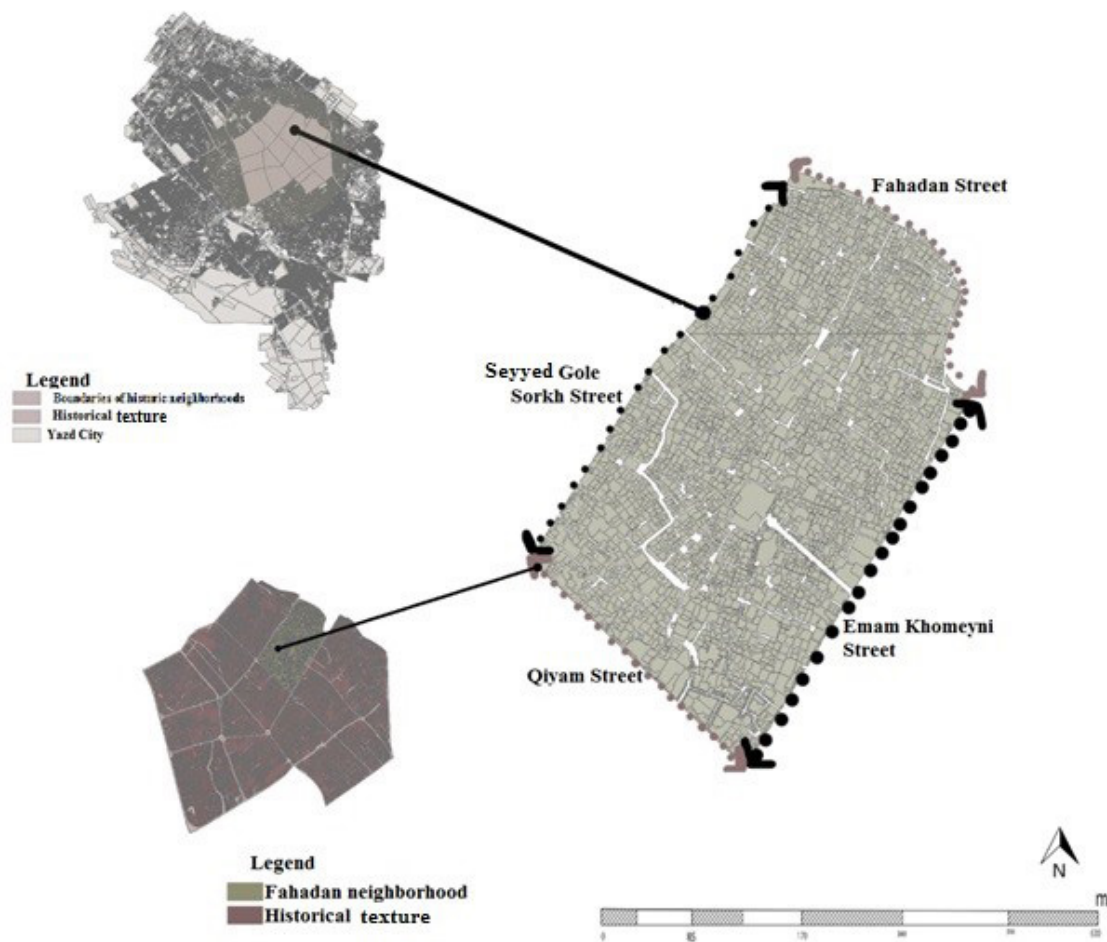 Fahadan Street
Seyyed Gole
Sorkh Street
Legend
Boundaries of historic neighborhoods
Historical texture
Yazd City
Emam Khomeyni
Street
Qiyam Street
Legend
Fahadan neighborhood
Historical texture
N
m
0 85 170